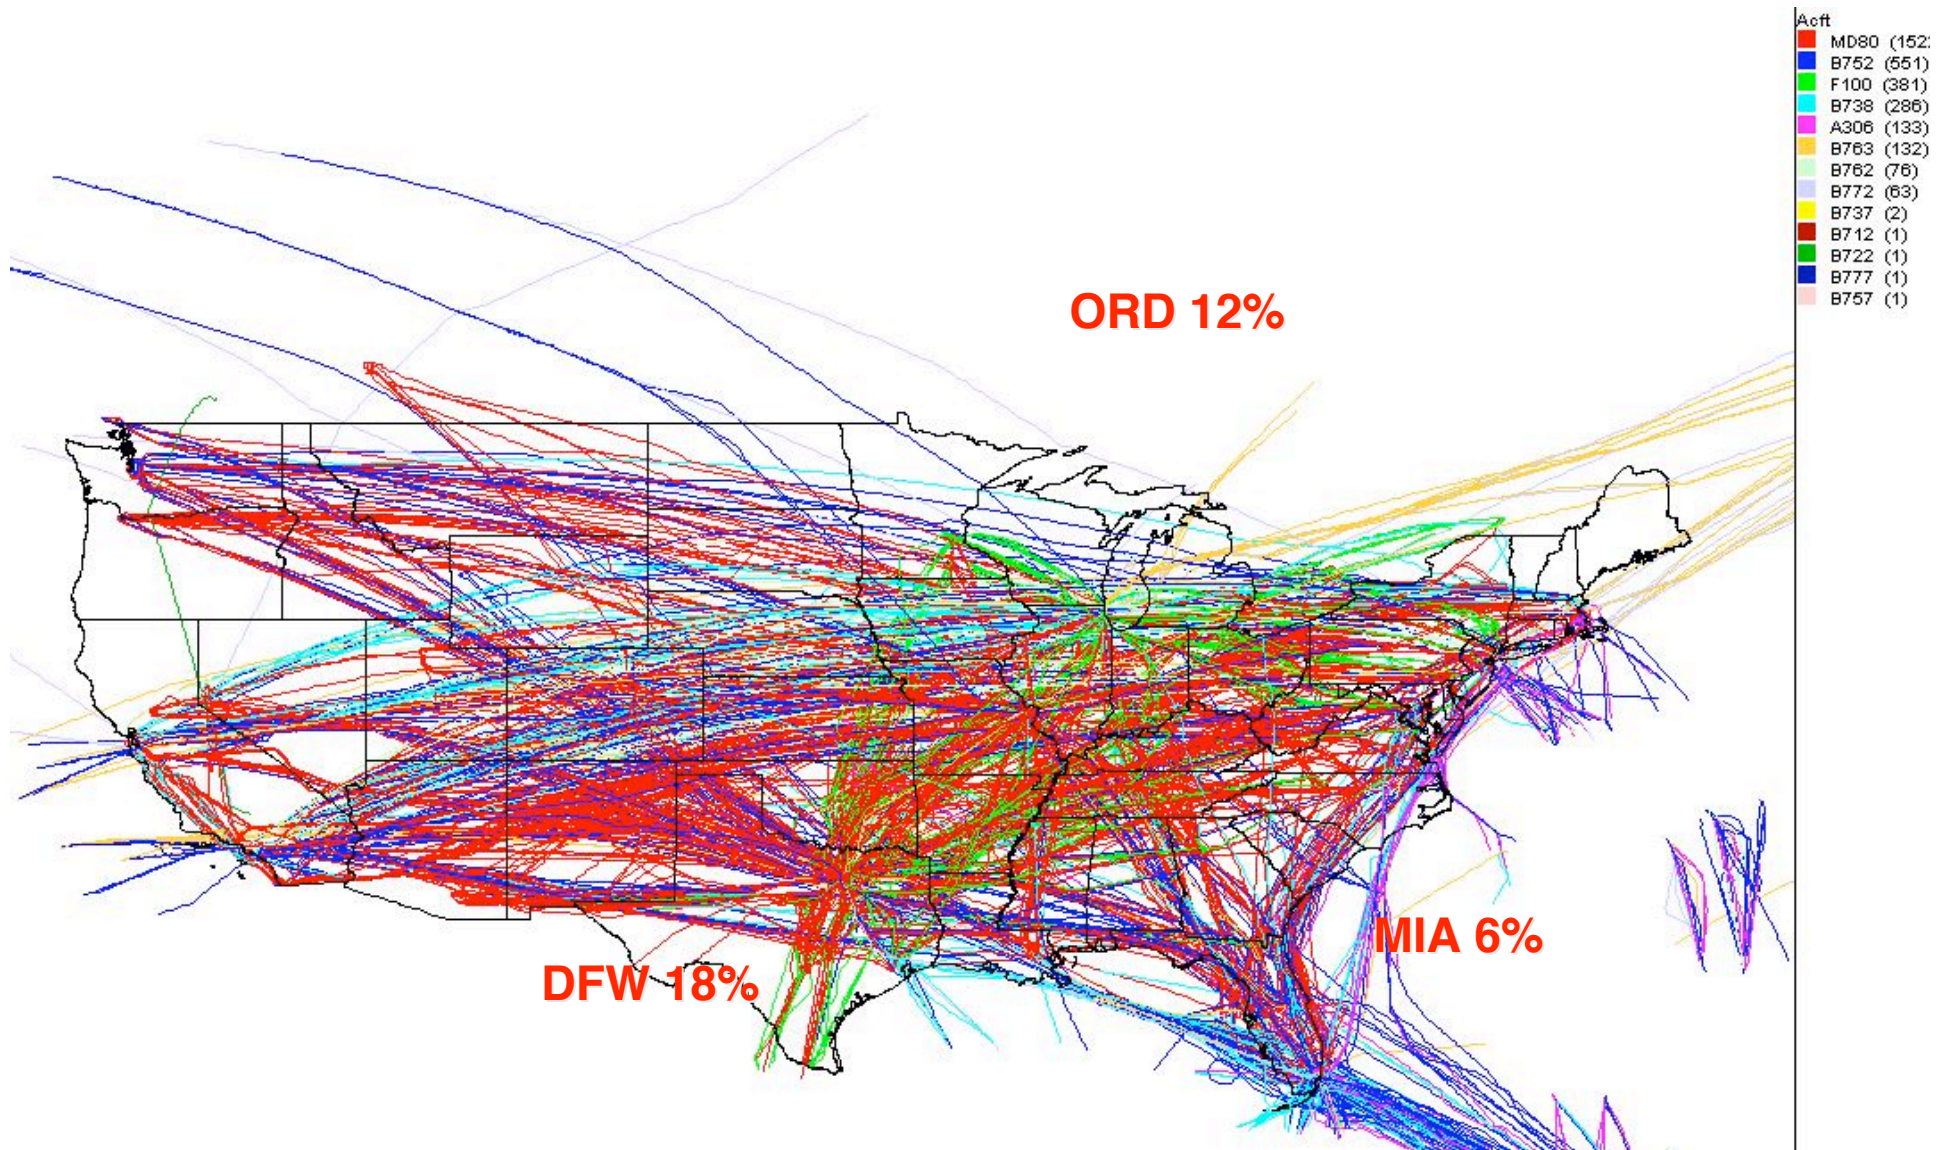 Acft
MD80 (152
B752 (551)
F100 (381)
B738 (286)
A306 (133)
B763 (132)
B762 (76)
B772 (63)
B737 (2)
B712 (1)
B722 (1)
B777 (1)
B757 (1)
ORD 12%
MIA 6%
DFW 18%